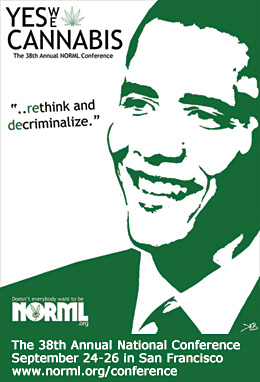 YES WE
CANNABIS
The 38th Annual NORML Conference
"..rethink and
decriminalize."
Doesn't everybody want to be
NORML
.org
The 38th Annual National Conference
September 24-26 in San Francisco
www.norml.org/conference